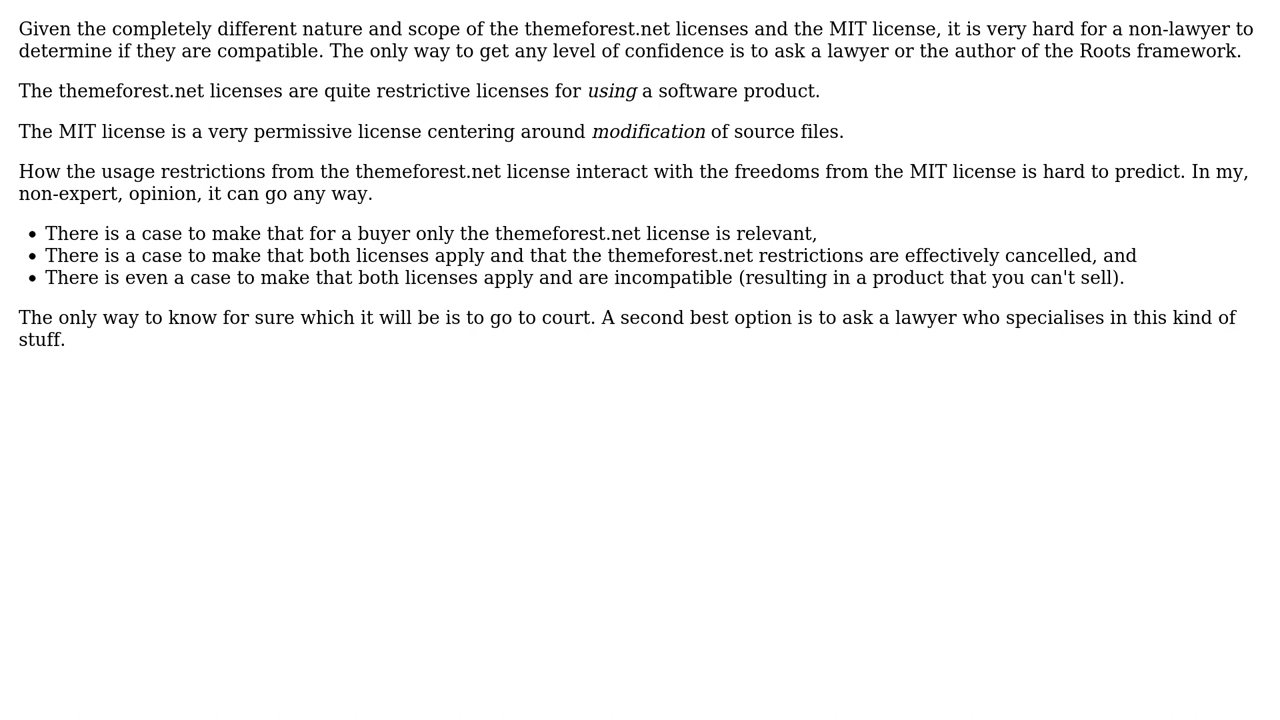 Given the completely different nature and scope of the themeforest.net licenses and the MIT license, it is very hard for a non-lawyer to
determine if they are compatible. The only way to get any level of confidence is to ask a lawyer or the author of the Roots framework.
The themeforest.net licenses are quite restrictive licenses for using a software product.
The MIT license is a very permissive license centering around modification of source files.
How the usage restrictions from the themeforest.net license interact with the freedoms from the MIT license is hard to predict. In my,
non-expert, opinion, it can go any way.
• There is a case to make that for a buyer only the themeforest.net license is relevant,
• There is a case to make that both licenses apply and that the themeforest.net restrictions are effectively cancelled, and
• There is even a case to make that both licenses apply and are incompatible (resulting in a product that you can't sell).
The only way to know for sure which it will be is to go to court. A second best option is to ask a lawyer who specialises in this kind of
stuff.